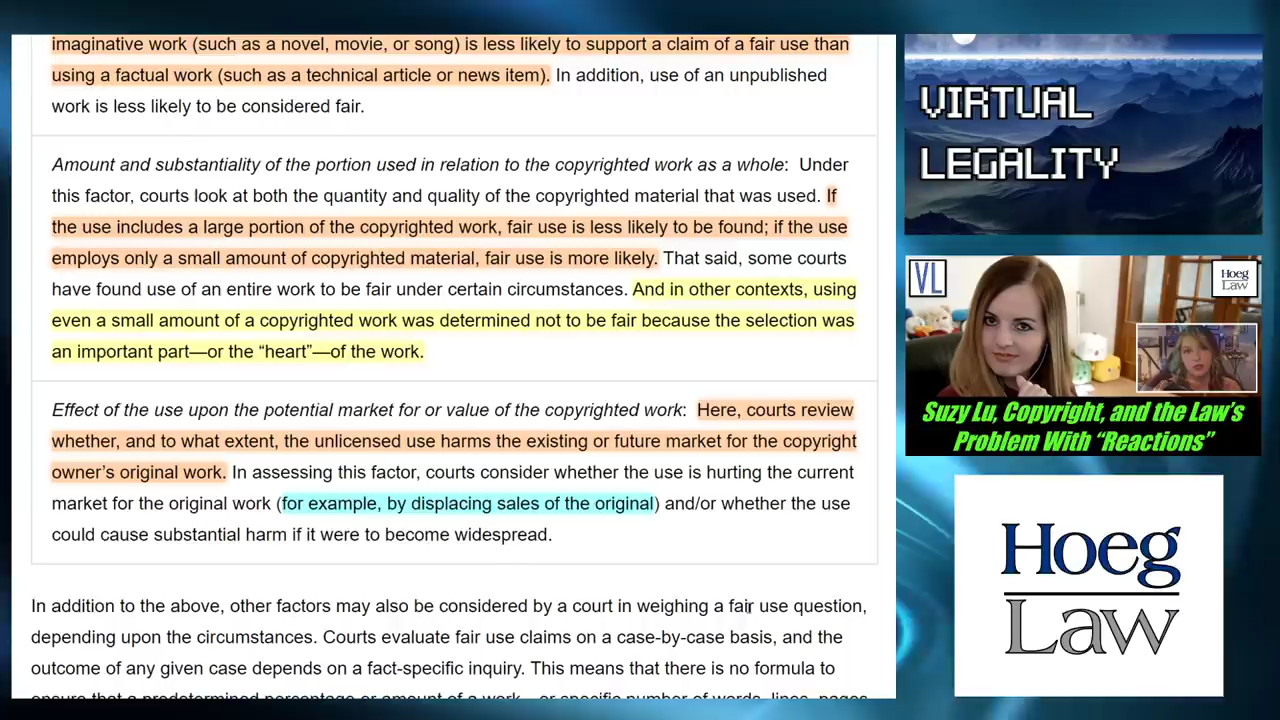 imaginative work (such as a novel, movie, or song) is less likely to support a claim of a fair use than
using a factual work (such as a technical article or news item). In addition, use of an unpublished
work is less likely to be considered fair.
Amount and substantiality of the portion used in relation to the copyrighted work as a whole: Under
this factor, courts look at both the quantity and quality of the copyrighted material that was used. If
the use includes a large portion of the copyrighted work, fair use is less likely to be found; if the use
employs only a small amount of copyrighted material, fair use is more likely. That said, some courts
have found use of an entire work to be fair under certain circumstances. And in other contexts, using
even a small amount of a copyrighted work was determined not to be fair because the selection was
an important part—or the “heart”—of the work.
Effect of the use upon the potential market for or value of the copyrighted work: Here, courts review
whether, and to what extent, the unlicensed use harms the existing or future market for the copyright
owner’s original work. In assessing this factor, courts consider whether the use is hurting the current
market for the original work (for example, by displacing sales of the original) and/or whether the use
could cause substantial harm if it were to become widespread.
In addition to the above, other factors may also be considered by a court in weighing a fair use question,
depending upon the circumstances. Courts evaluate fair use claims on a case-by-case basis, and the
outcome of any given case depends on a fact-specific inquiry. This means that there is no formula to
ensure that a predetermined percentage or amount of a work—or specific number of words, lines, pages,
VIRTUAL
LEGALITY
VL
Hoeg
Law
Suzy Lu, Copyright, and the Law's
Problem With "Reactions"
Hoeg
Law